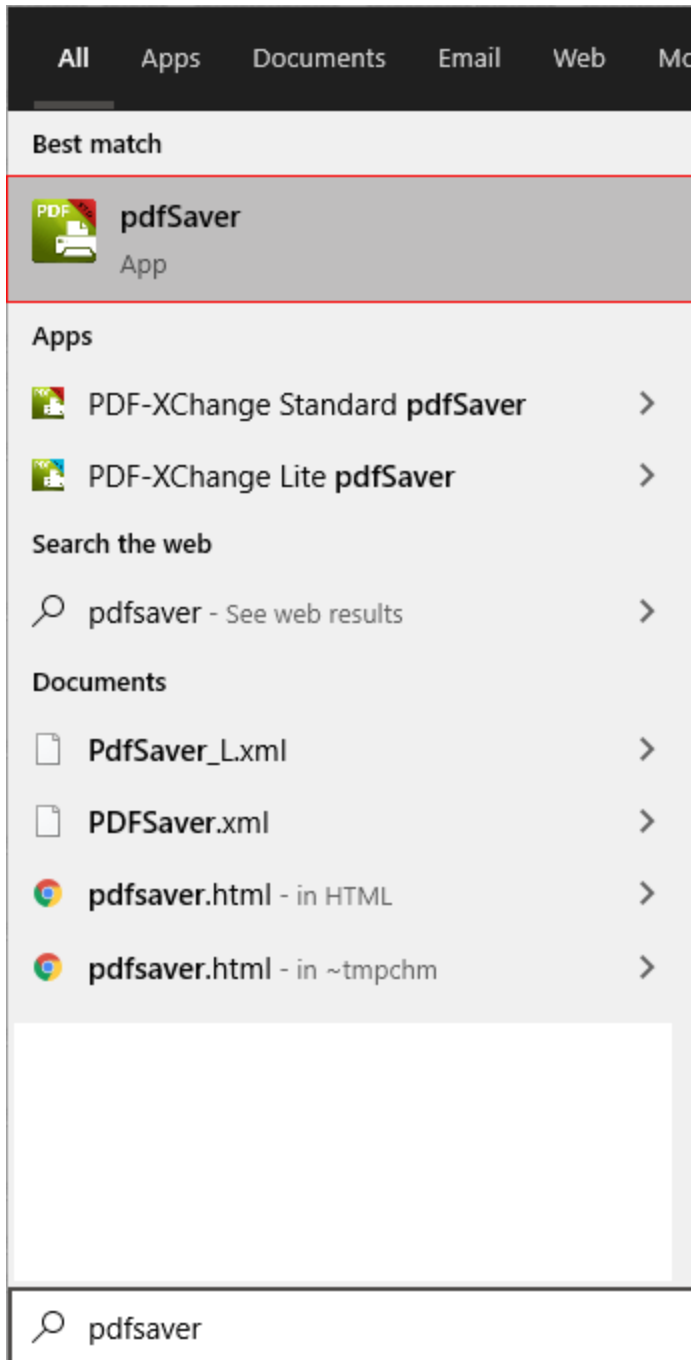 All Apps Documents Email Web Mo
Best match
PDF
pdfSaver
App
Apps
PDF-XChange Standard pdfSaver
PDF-XChange Lite pdfSaver
Search the web
pdfsaver - See web results
Documents
PdfSaver_L.xml
PDFSaver.xml
pdfsaver.html - in HTML
pdfsaver.html - in ~tmpchm
pdfsaver